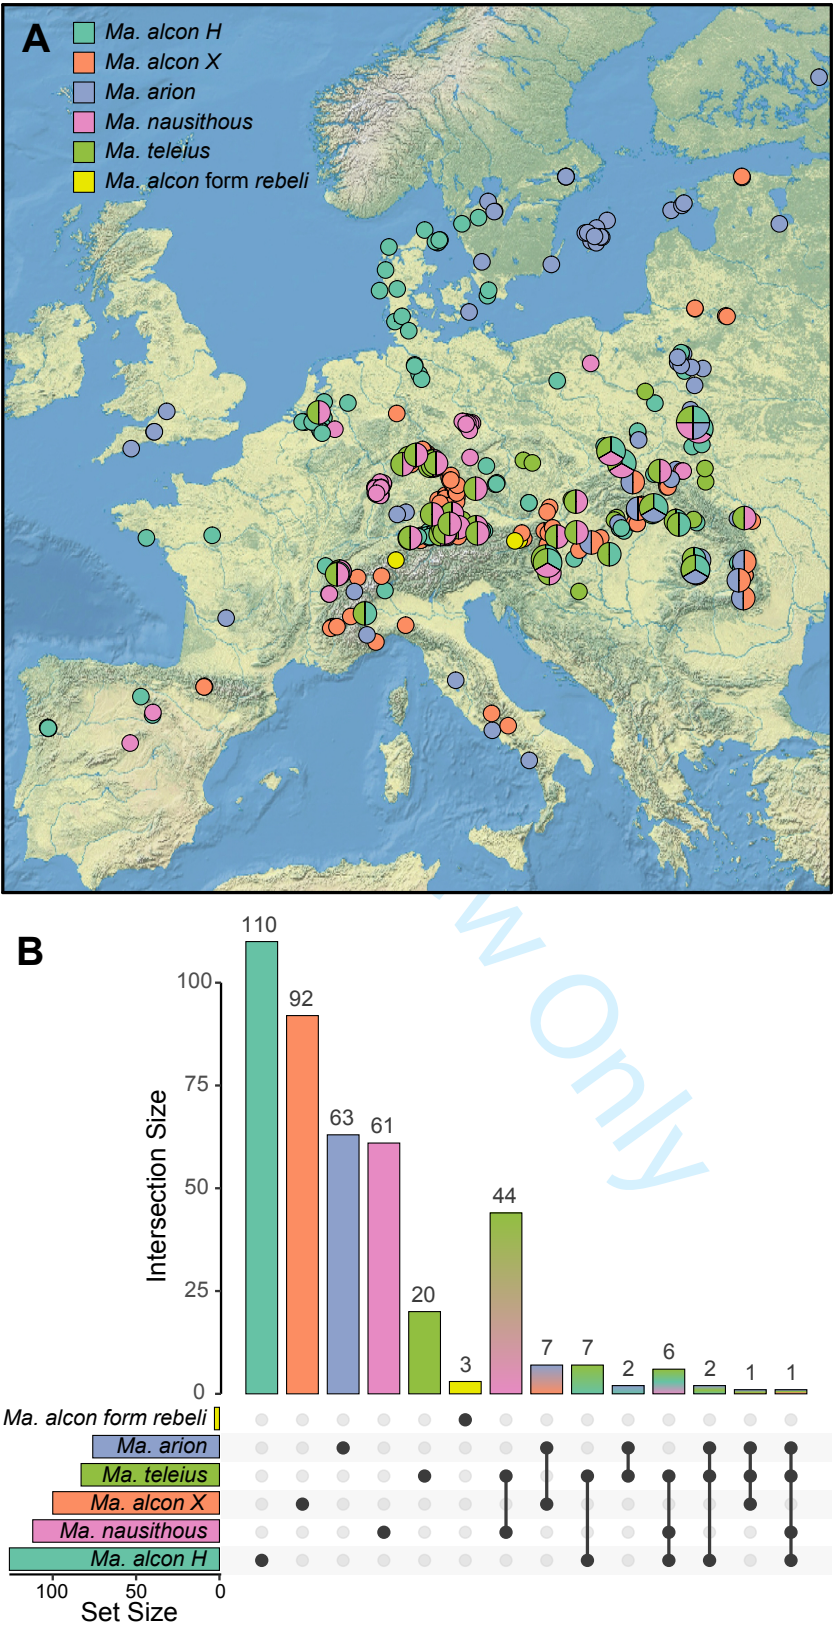 A
Ma. alcon H
Ma. alcon X
Ma. arion
Ma. nausithous
Ma. teleius
Ma. alcon form rebeli
w Only
B
110
92
63
61
20
3
44
7
7
2
6
2
1
1
100
75
50
25
0
Intersection Size
Ma. alcon form rebeli
Ma. arion
Ma. teleius
Ma. alcon X
Ma. nausithous
Ma. alcon H
100 50 0
Set Size